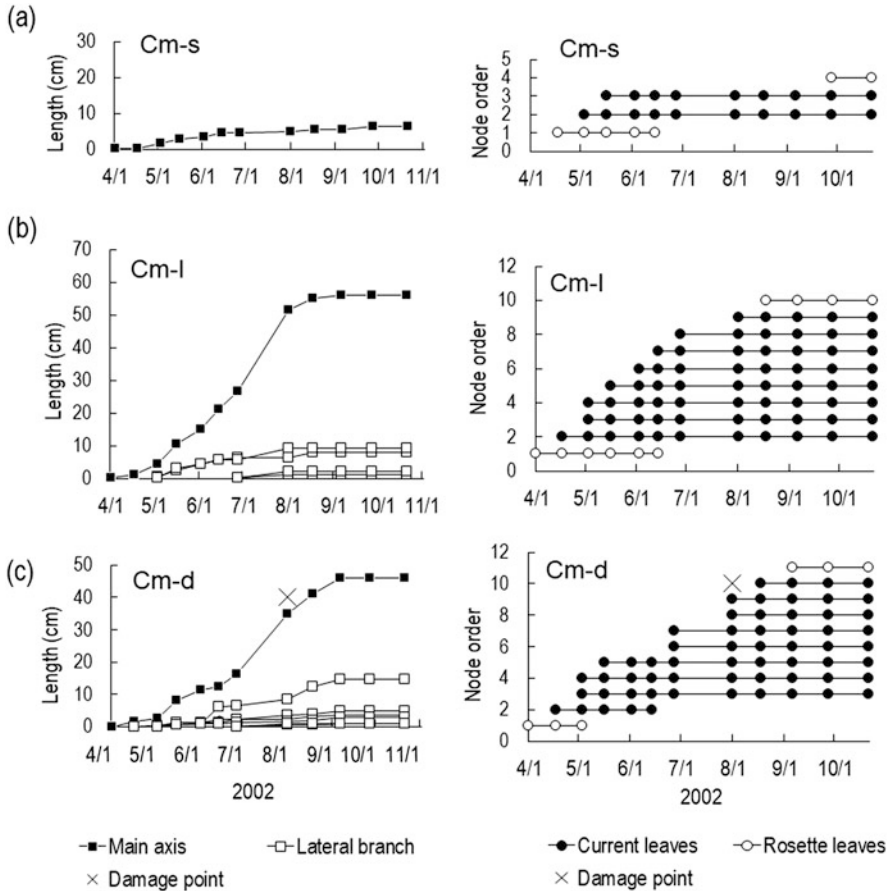 (a)
Cm-s
Length (cm)
30
20
10
0
4/1 5/1 6/1 7/1 8/1 9/1 10/1 11/1
Cm-s
Node order
5
4
3
2
1
0
4/1 5/1 6/1 7/1 8/1 9/1 10/1
(b)
Cm-l
Length (cm)
70
60
50
40
30
20
10
0
4/1 5/1 6/1 7/1 8/1 9/1 10/1 11/1
Cm-l
Node order
12
10
8
6
4
2
0
4/1 5/1 6/1 7/1 8/1 9/1 10/1
(c)
Cm-d
Length (cm)
50
40
30
20
10
0
4/1 5/1 6/1 7/1 8/1 9/1 10/1 11/1
2002
Cm-d
Node order
12
10
8
6
4
2
0
4/1 5/1 6/1 7/1 8/1 9/1 10/1
2002
Main axis Lateral branch
Damage point
Current leaves Rosette leaves
Damage point